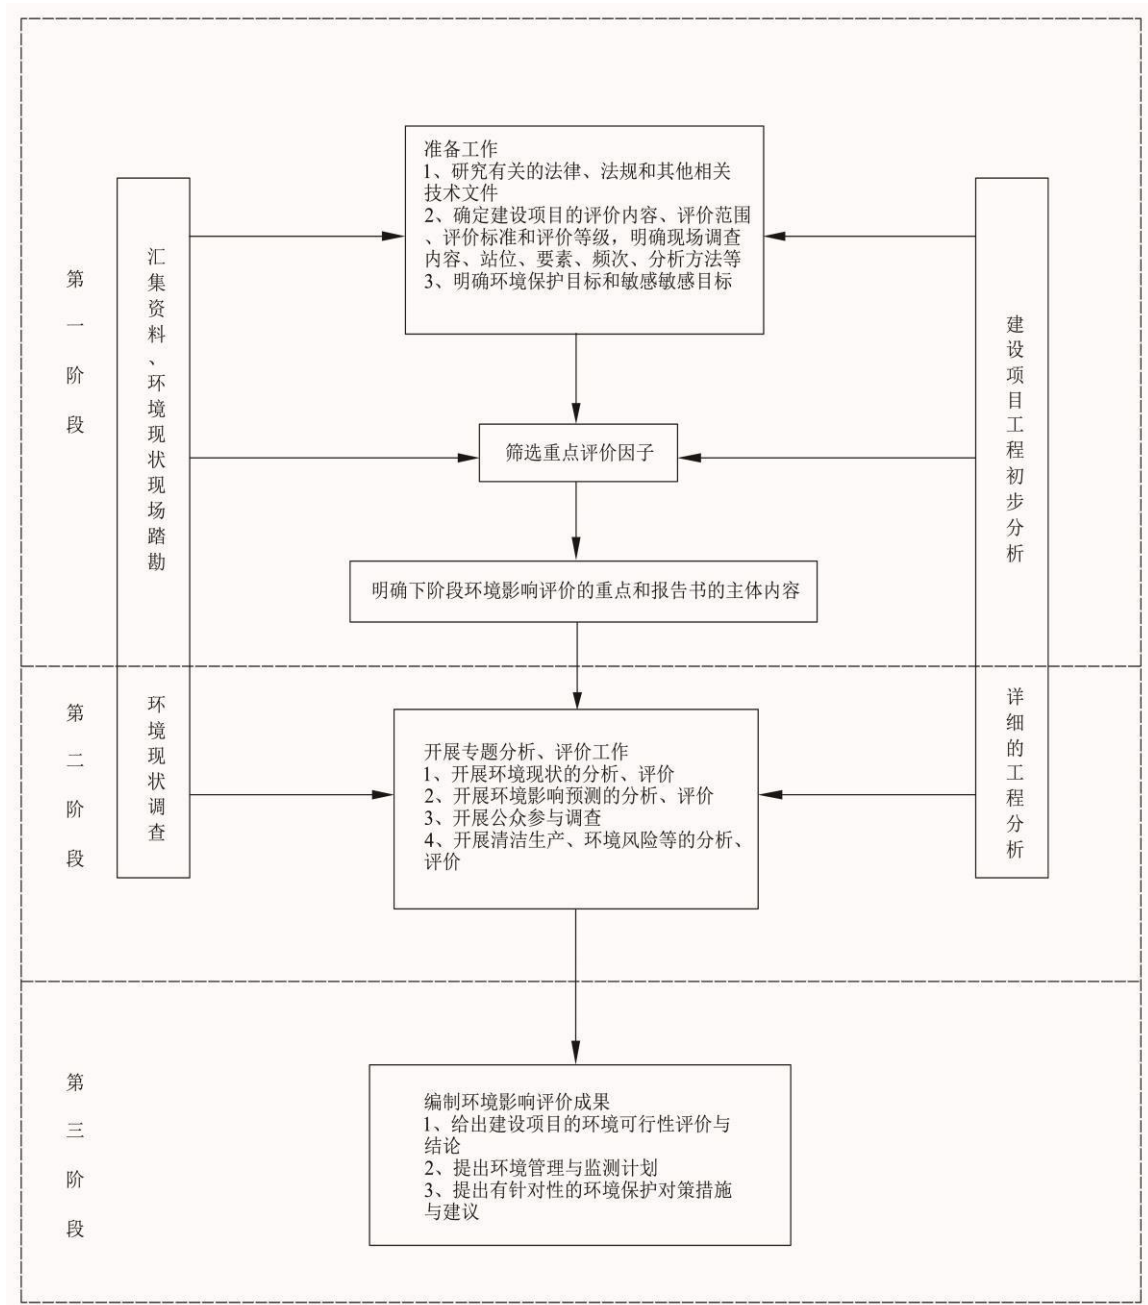 准备工作
1、研究有关的法律、法规和其他相关
技术文件
2、确定建设项目的评价内容、评价范围
、评价标准和评价等级，明确现场调查
内容、站位、要素、频次、分析方法等
3、明确环境保护目标和敏感敏感目标
第一阶段
汇集资料、环境现状现场踏勘
建设项目工程初步分析
筛选重点评价因子
明确下阶段环境影响评价的重点和报告书的主体内容
第二阶段
环境现状调查
详细的工程分析
开展专题分析、评价工作
1、开展环境现状的分析、评价
2、开展环境影响预测的分析、评价
3、开展公众参与调查
4、开展清洁生产、环境风险等的分析、
评价
第三阶段
编制环境影响评价成果
1、给出建设项目的环境可行性评价与
结论
2、提出环境管理与监测计划
3、提出有针对性的环境保护对策措施
与建议